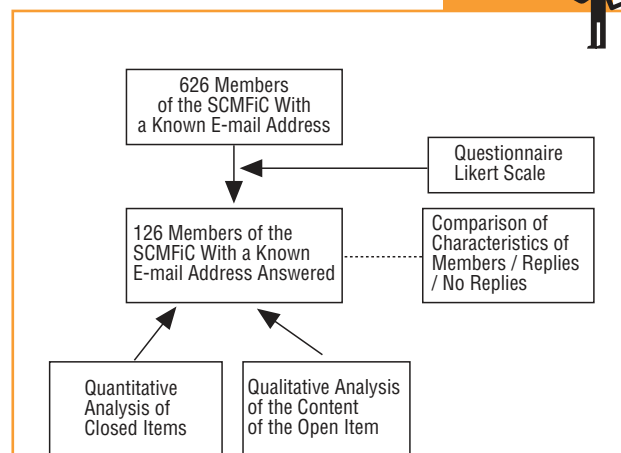 626 Members
of the SCMFiC With
a Known E-mail Address
Questionnaire
Likert Scale
126 Members of the
SCMFiC With a Known
E-mail Address Answered
Comparison of
Characteristics of
Members / Replies
/ No Replies
Quantitative
Analysis of
Closed Items
Qualitative Analysis
of the Content
of the Open Item